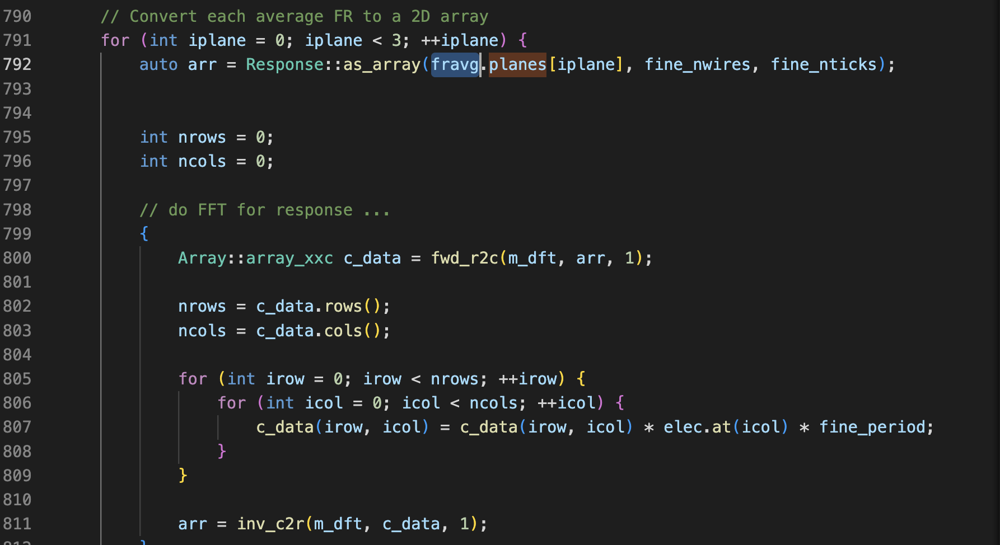 790 // Convert each average FR to a 2D array
791 for (int iplane = 0; iplane < 3; ++iplane) {
792 auto arr = Response::as_array(fravg.planes[iplane], fine_nwires, fine_nticks);
793
794
795 int nrows = 0;
796 int ncols = 0;
797
798 // do FFT for response ...
799 {
800 Array::array_xxc c_data = fwd_r2c(m_dft, arr, 1);
801
802 nrows = c_data.rows();
803 ncols = c_data.cols();
804
805 for (int irow = 0; irow < nrows; ++irow) {
806 for (int icol = 0; icol < ncols; ++icol) {
807 c_data(irow, icol) = c_data(irow, icol) * elec.at(icol) * fine_period;
808 }
809 }
810
811 arr = inv_c2r(m_dft, c_data, 1);